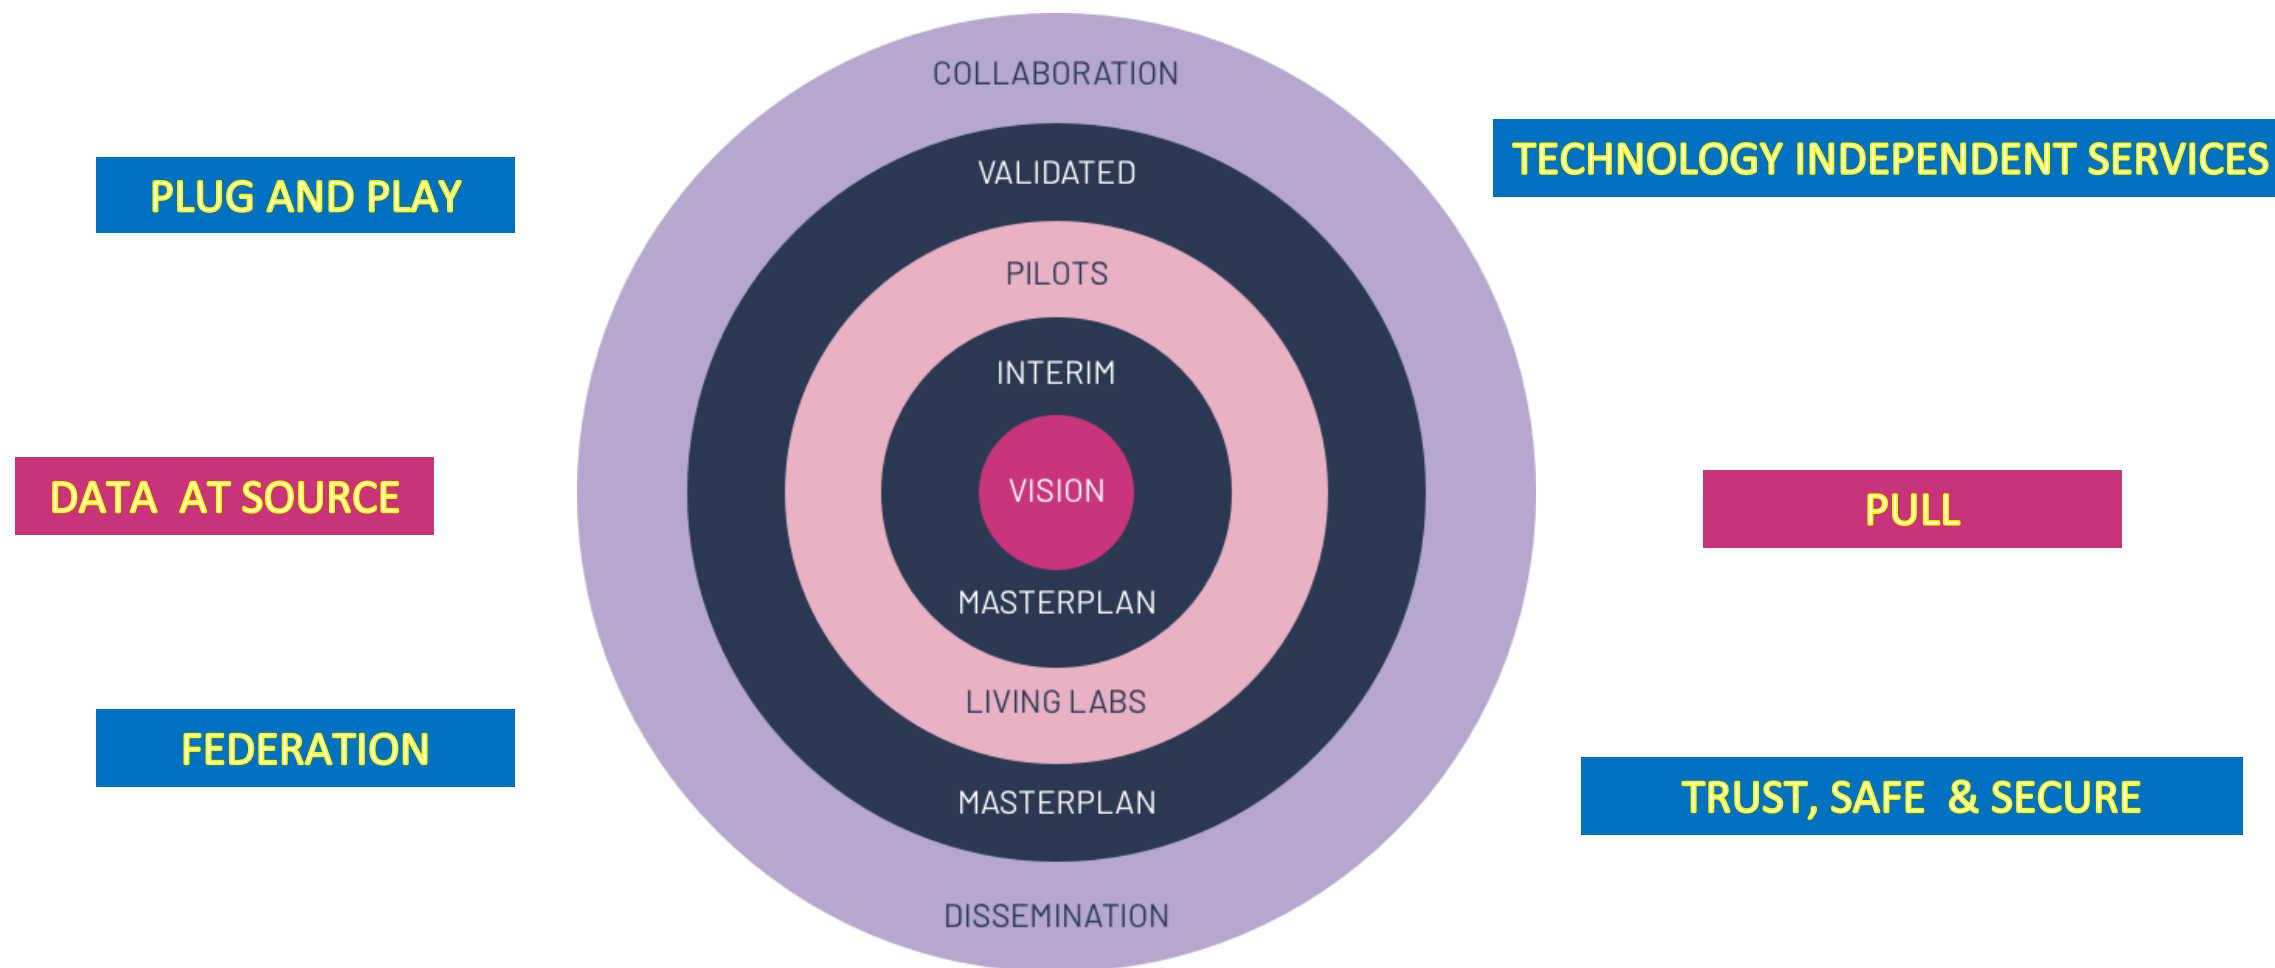 COLLABORATION
TECHNOLOGY INDEPENDENT SERVICES
VALIDATED
PLUG AND PLAY
PILOTS
INTERIM
VISION
DATA AT SOURCE
PULL
MASTERPLAN
LIVING LABS
FEDERATION
MASTERPLAN
TRUST, SAFE & SECURE
DISSEMINATION